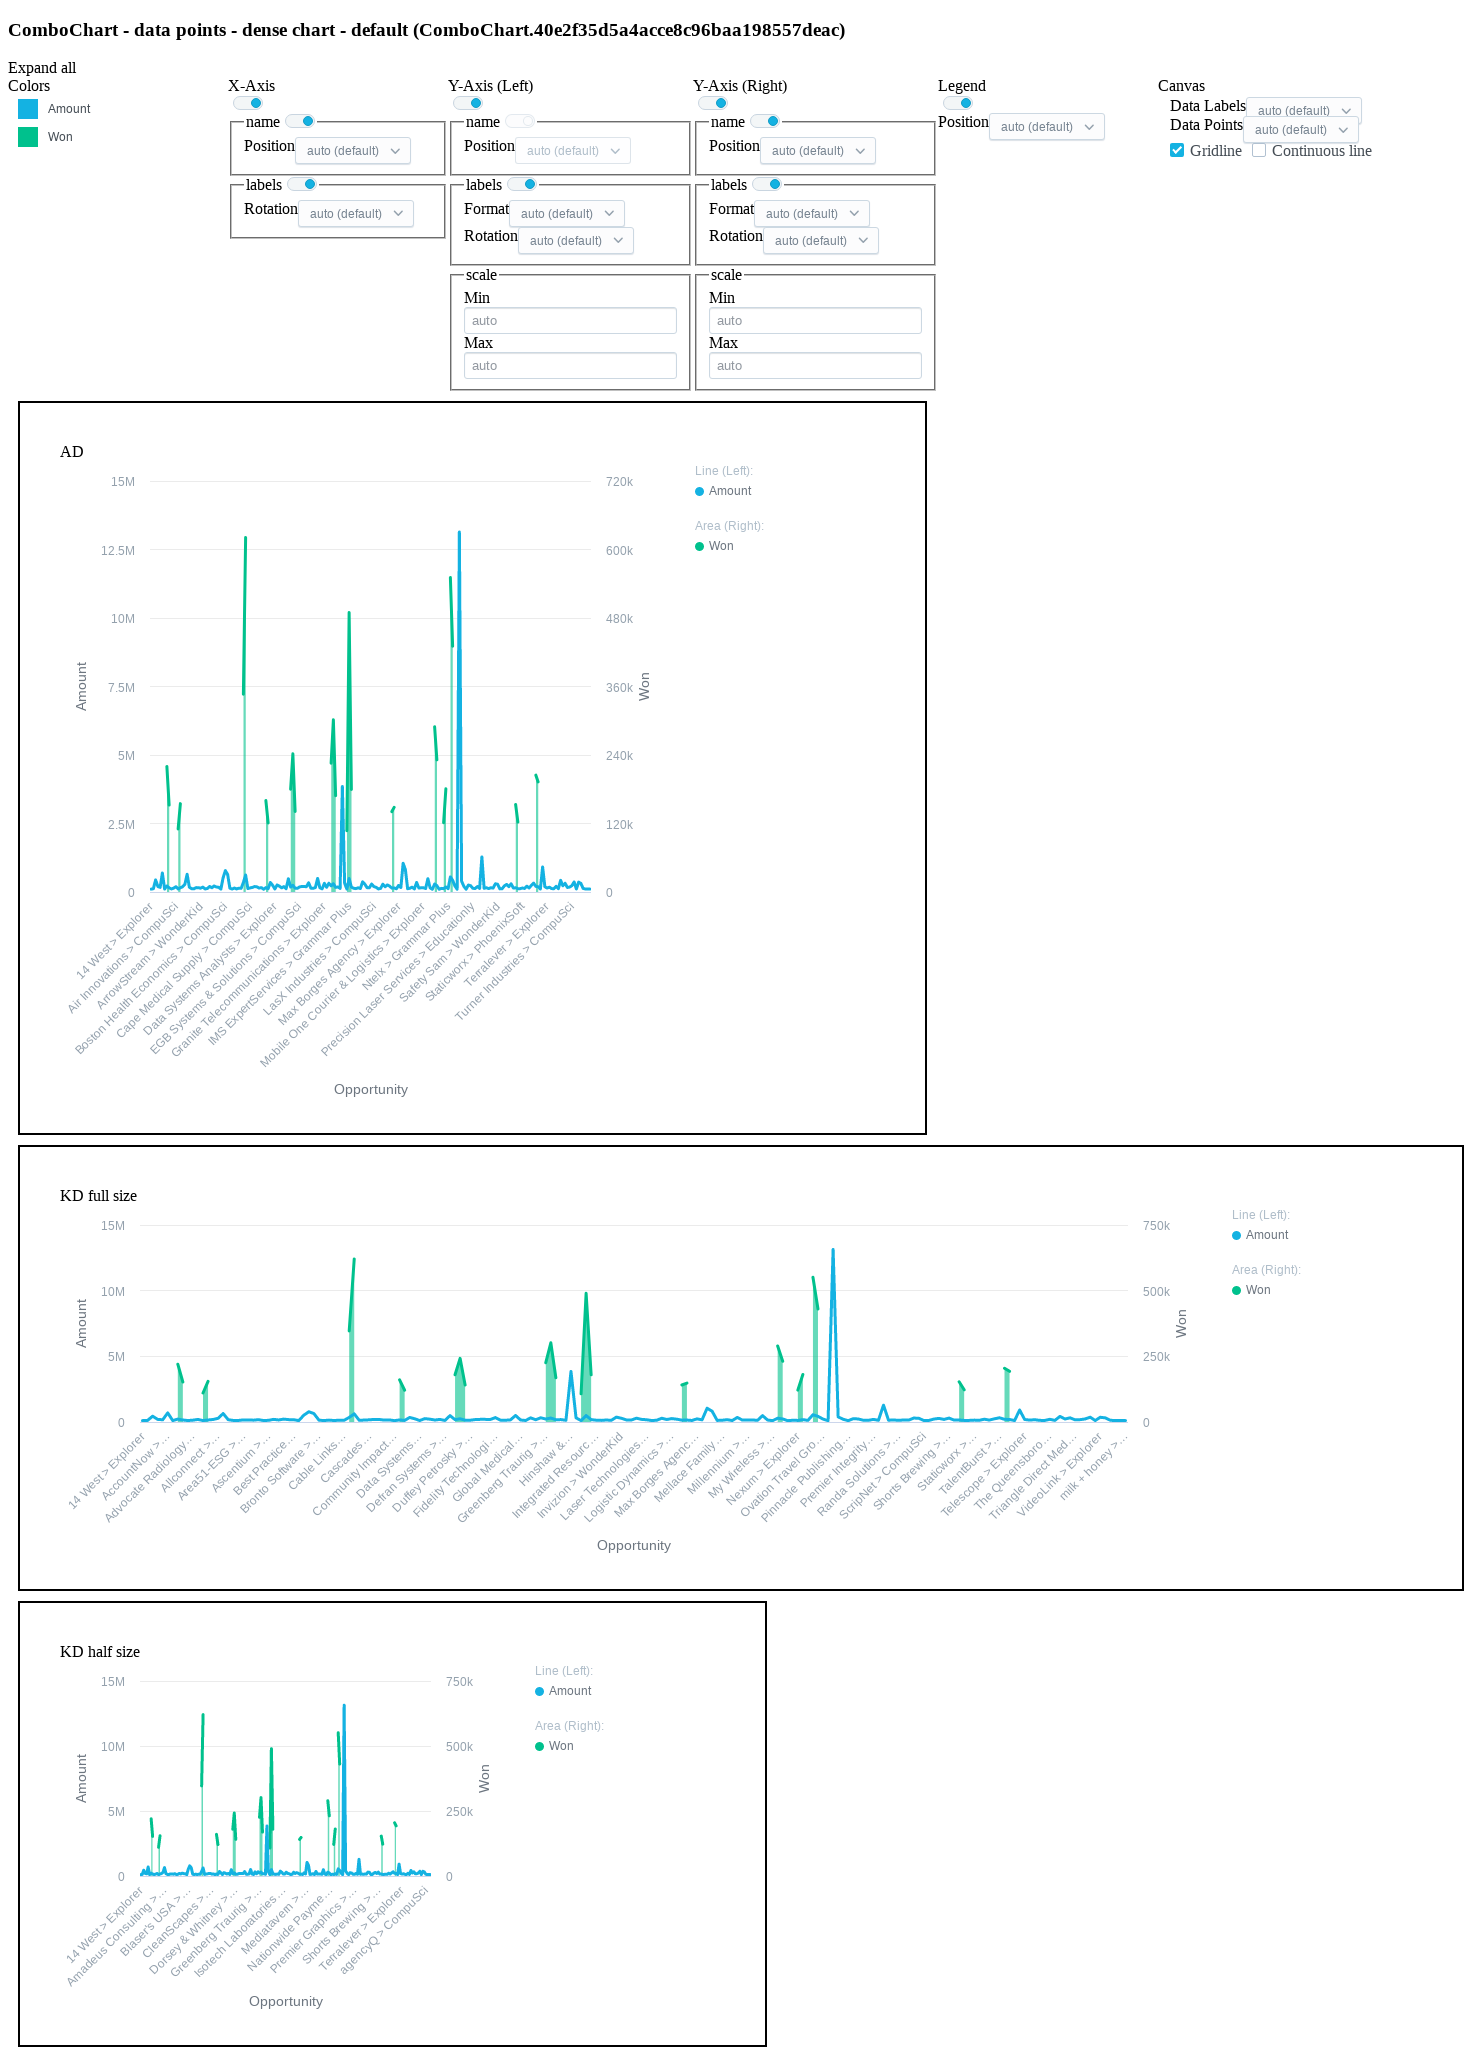 ComboChart - data points - dense chart - default (ComboChart.40e2f35d5a4acce8c96baa198557deac)
Expand all
Colors
Amount
Won
X-Axis
name
Position auto (default)
labels
Rotation auto (default)
Y-Axis (Left)
name
Position auto (default)
labels
Format auto (default)
Rotation auto (default)
scale
Min
auto
Max
auto
Y-Axis (Right)
name
Position auto (default)
labels
Format auto (default)
Rotation auto (default)
scale
Min
auto
Max
auto
Legend
Position auto (default)
Canvas
Data Labels auto (default)
Data Points auto (default)
Gridline Continuous line
AD
15M
12.5M
10M
7.5M
5M
2.5M
0
Amount
720k
600k
480k
360k
240k
120k
0
Won
Line (Left):
Amount
Area (Right):
Won
14 West > Explorer
Air Innovations > CompuSci
ArrowStream > WonderKid
Boston Health Economics > CompuSci
Cape Medical Supply > CompuSci
Data Systems Analysts > Explorer
EGB Systems & Solutions > CompuSci
Granite Telecommunications > Explorer
IMS ExpertServices > Grammar Plus
LasX Industries > CompuSci
Max Borges Agency > Explorer
Mobile One Courier & Logistics > Explorer
Ntelx > Grammar Plus
Precision Laser Services > Educationly
Safety Sam > WonderKid
Staticworx > PhoenixSoft
Terralever > Explorer
Turner Industries > CompuSci
Opportunity
KD full size
15M
10M
5M
0
Amount
750k
500k
250k
0
Won
Line (Left):
Amount
Area (Right):
Won
14 West > Explorer
AccountNow >…
Advocate Radiology…
Allconnect >…
Areas1-ESG >…
Ascentium >…
Best Practice…
Bronto Software >…
Cable Links…
Cascades…
Community Impact…
Data Systems…
Defran Systems >…
Duffey Petrosky >…
Fidelity Technologi…
Global Medical…
Greenberg Traurig >…
Hinshaw &…
Integrated Resourc…
Invizion > WonderKid
Laser Technologies…
Logistic Dynamics >…
Max Borges Agenc…
Mellace Family…
Millennium >…
My Wireless >…
Nexum > Explorer
Ovation Travel Gro…
Pinnacle Publishing…
Premier Integrity…
Randa Solutions >…
ScripNet > CompuSci
Shorts Brewing >…
Staticworx >…
TalentBurst >…
Telescope > Explorer
The Queensboro…
Triangle Direct Med…
VideoLink > Explorer
milk + honey >…
Opportunity
KD half size
15M
10M
5M
0
Amount
750k
500k
250k
0
Won
Line (Left):
Amount
Area (Right):
Won
14 West > Explorer
Amadeus Consulting >…
Blaser's USA >…
CleanScapes >…
Dorsey & Whitney >…
Greenberg Traurig >…
Isotech Laboratories…
Mediatavern >…
Nationwide Payme…
Premier Graphics >…
Shorts Brewing >…
Terralever > Explorer
agencyQ > CompuSci
Opportunity